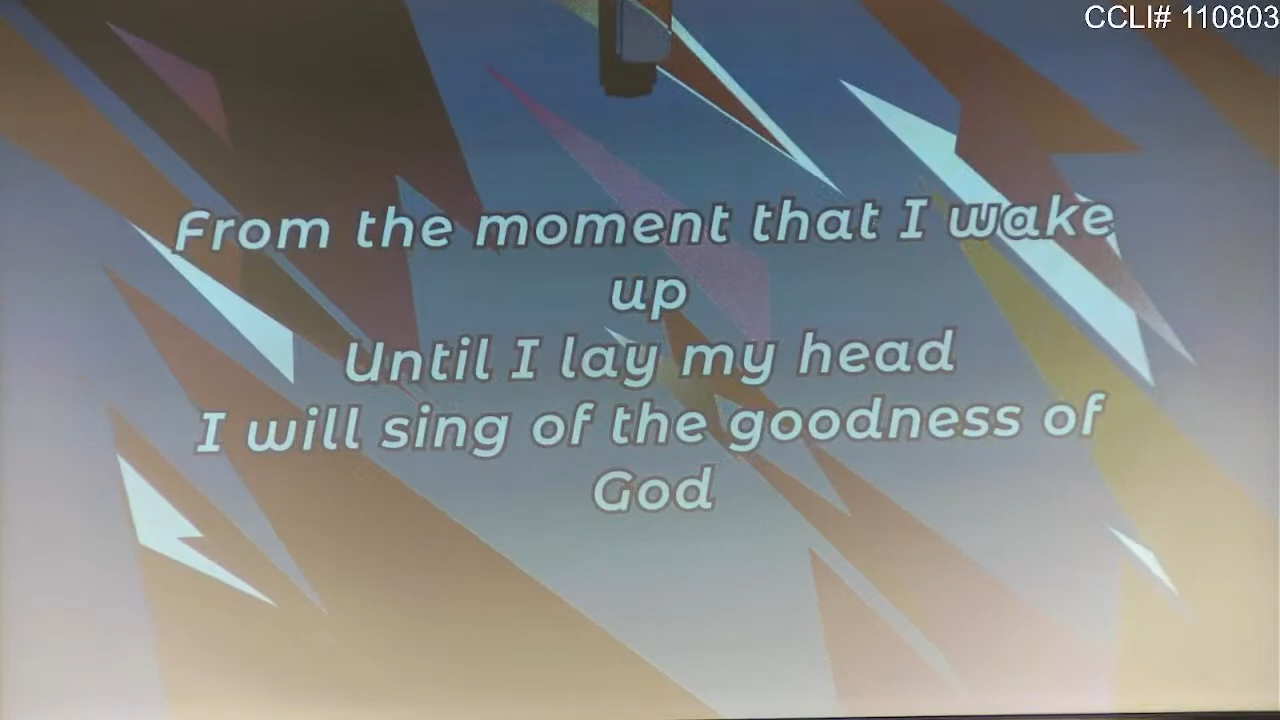 CCLI# 110803
From the moment that I wake
up
Until I lay my head
I will sing of the goodness of
God